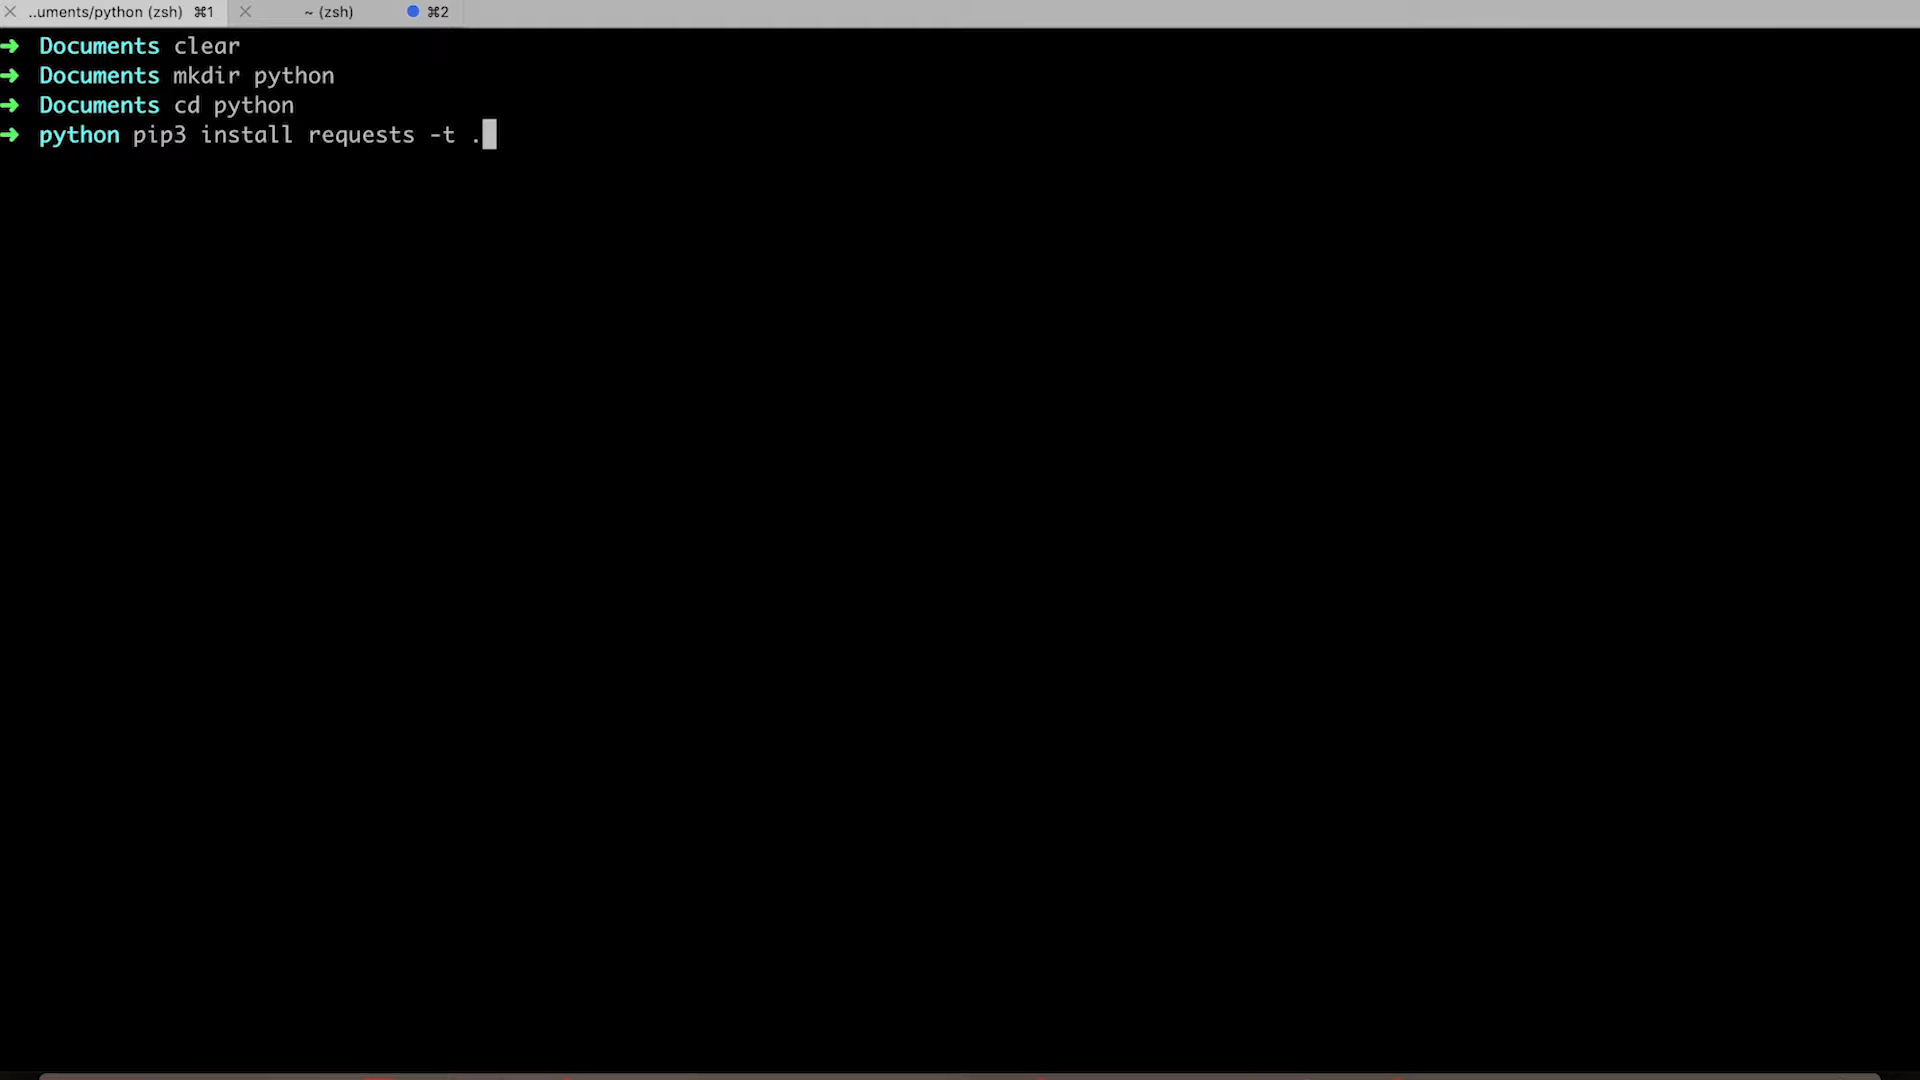 ..uments/python (zsh) ⌘1 ~ (zsh) ⌘2
➜ Documents clear
➜ Documents mkdir python
➜ Documents cd python
➜ python pip3 install requests -t .